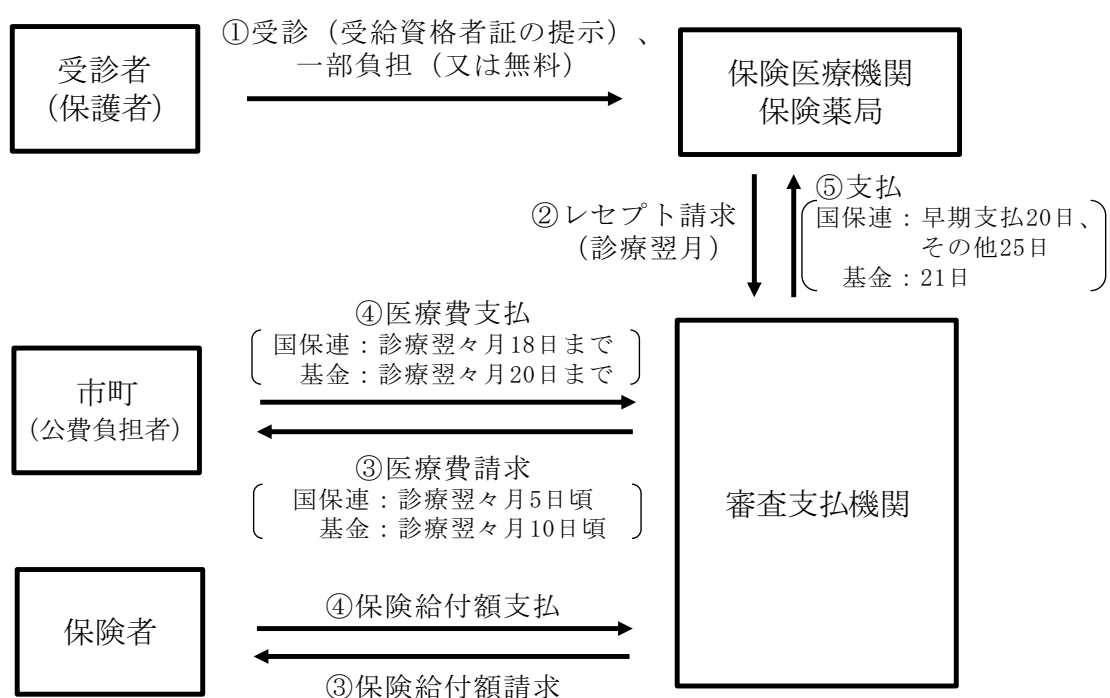 ①受診（受給資格者証の提示）、
一部負担（又は無料）
受診者
（保護者）
保険医療機関
保険薬局
②レセプト請求
（診療翌月）
⑤支払
国保連：早期支払20日、
その他25日
基金：21日
④医療費支払
国保連：診療翌々月18日まで
基金：診療翌々月20日まで
市町
（公費負担者）
③医療費請求
国保連：診療翌々月5日頃
基金：診療翌々月10日頃
審査支払機関
保険者
④保険給付額支払
③保険給付額請求